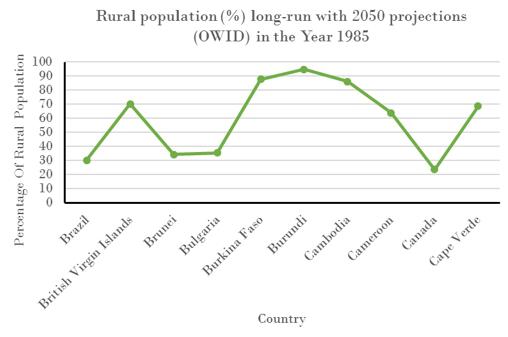 Rural population (%) long-run with 2050 projections
(OWID) in the Year 1985
Percentage Of Rural Population
100
90
80
70
60
50
40
30
20
10
0
Brazil
British Virgin Islands
Brunei
Bulgaria
Burkina Faso
Burundi
Cambodia
Cameroon
Canada
Cape Verde
Country